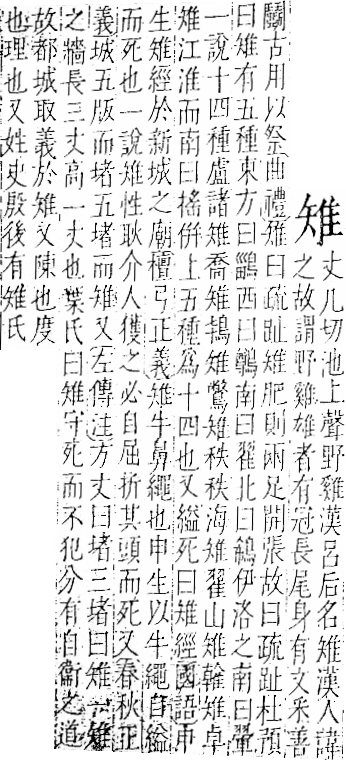 雉丈几切池上聲野雞漢呂后名雉漢人諱
之故謂野雞雄者有冠長尾身有文采善
鬭古用以祭曲禮雉曰疏趾雉肥則兩足開張故曰疏趾杜預
曰雉有五種東方曰鶅西曰鷷南曰翟北曰鵗伊洛之南曰翬
一說十四種盧諸雉喬雉鳪雉鷩雉秩秩海雉翟山雉雗雉卓
雉江淮而南曰搖併上五種為十四也又縊死曰雉經國語申
生雉經於新城之廟檀弓正義雉牛鼻繩也申生以牛繩自縊
而死也一說雉性耿介人獲之必自屈折其頭而死又春秋正
義城五版而堵五堵而雉又左傳注方丈曰堵三堵曰雉一雉
之牆長三丈高一丈也葉氏曰雉守死而不犯分有自衞之道
故都城取義於雉又陳也度
也理也又姓史殷後有雉氏